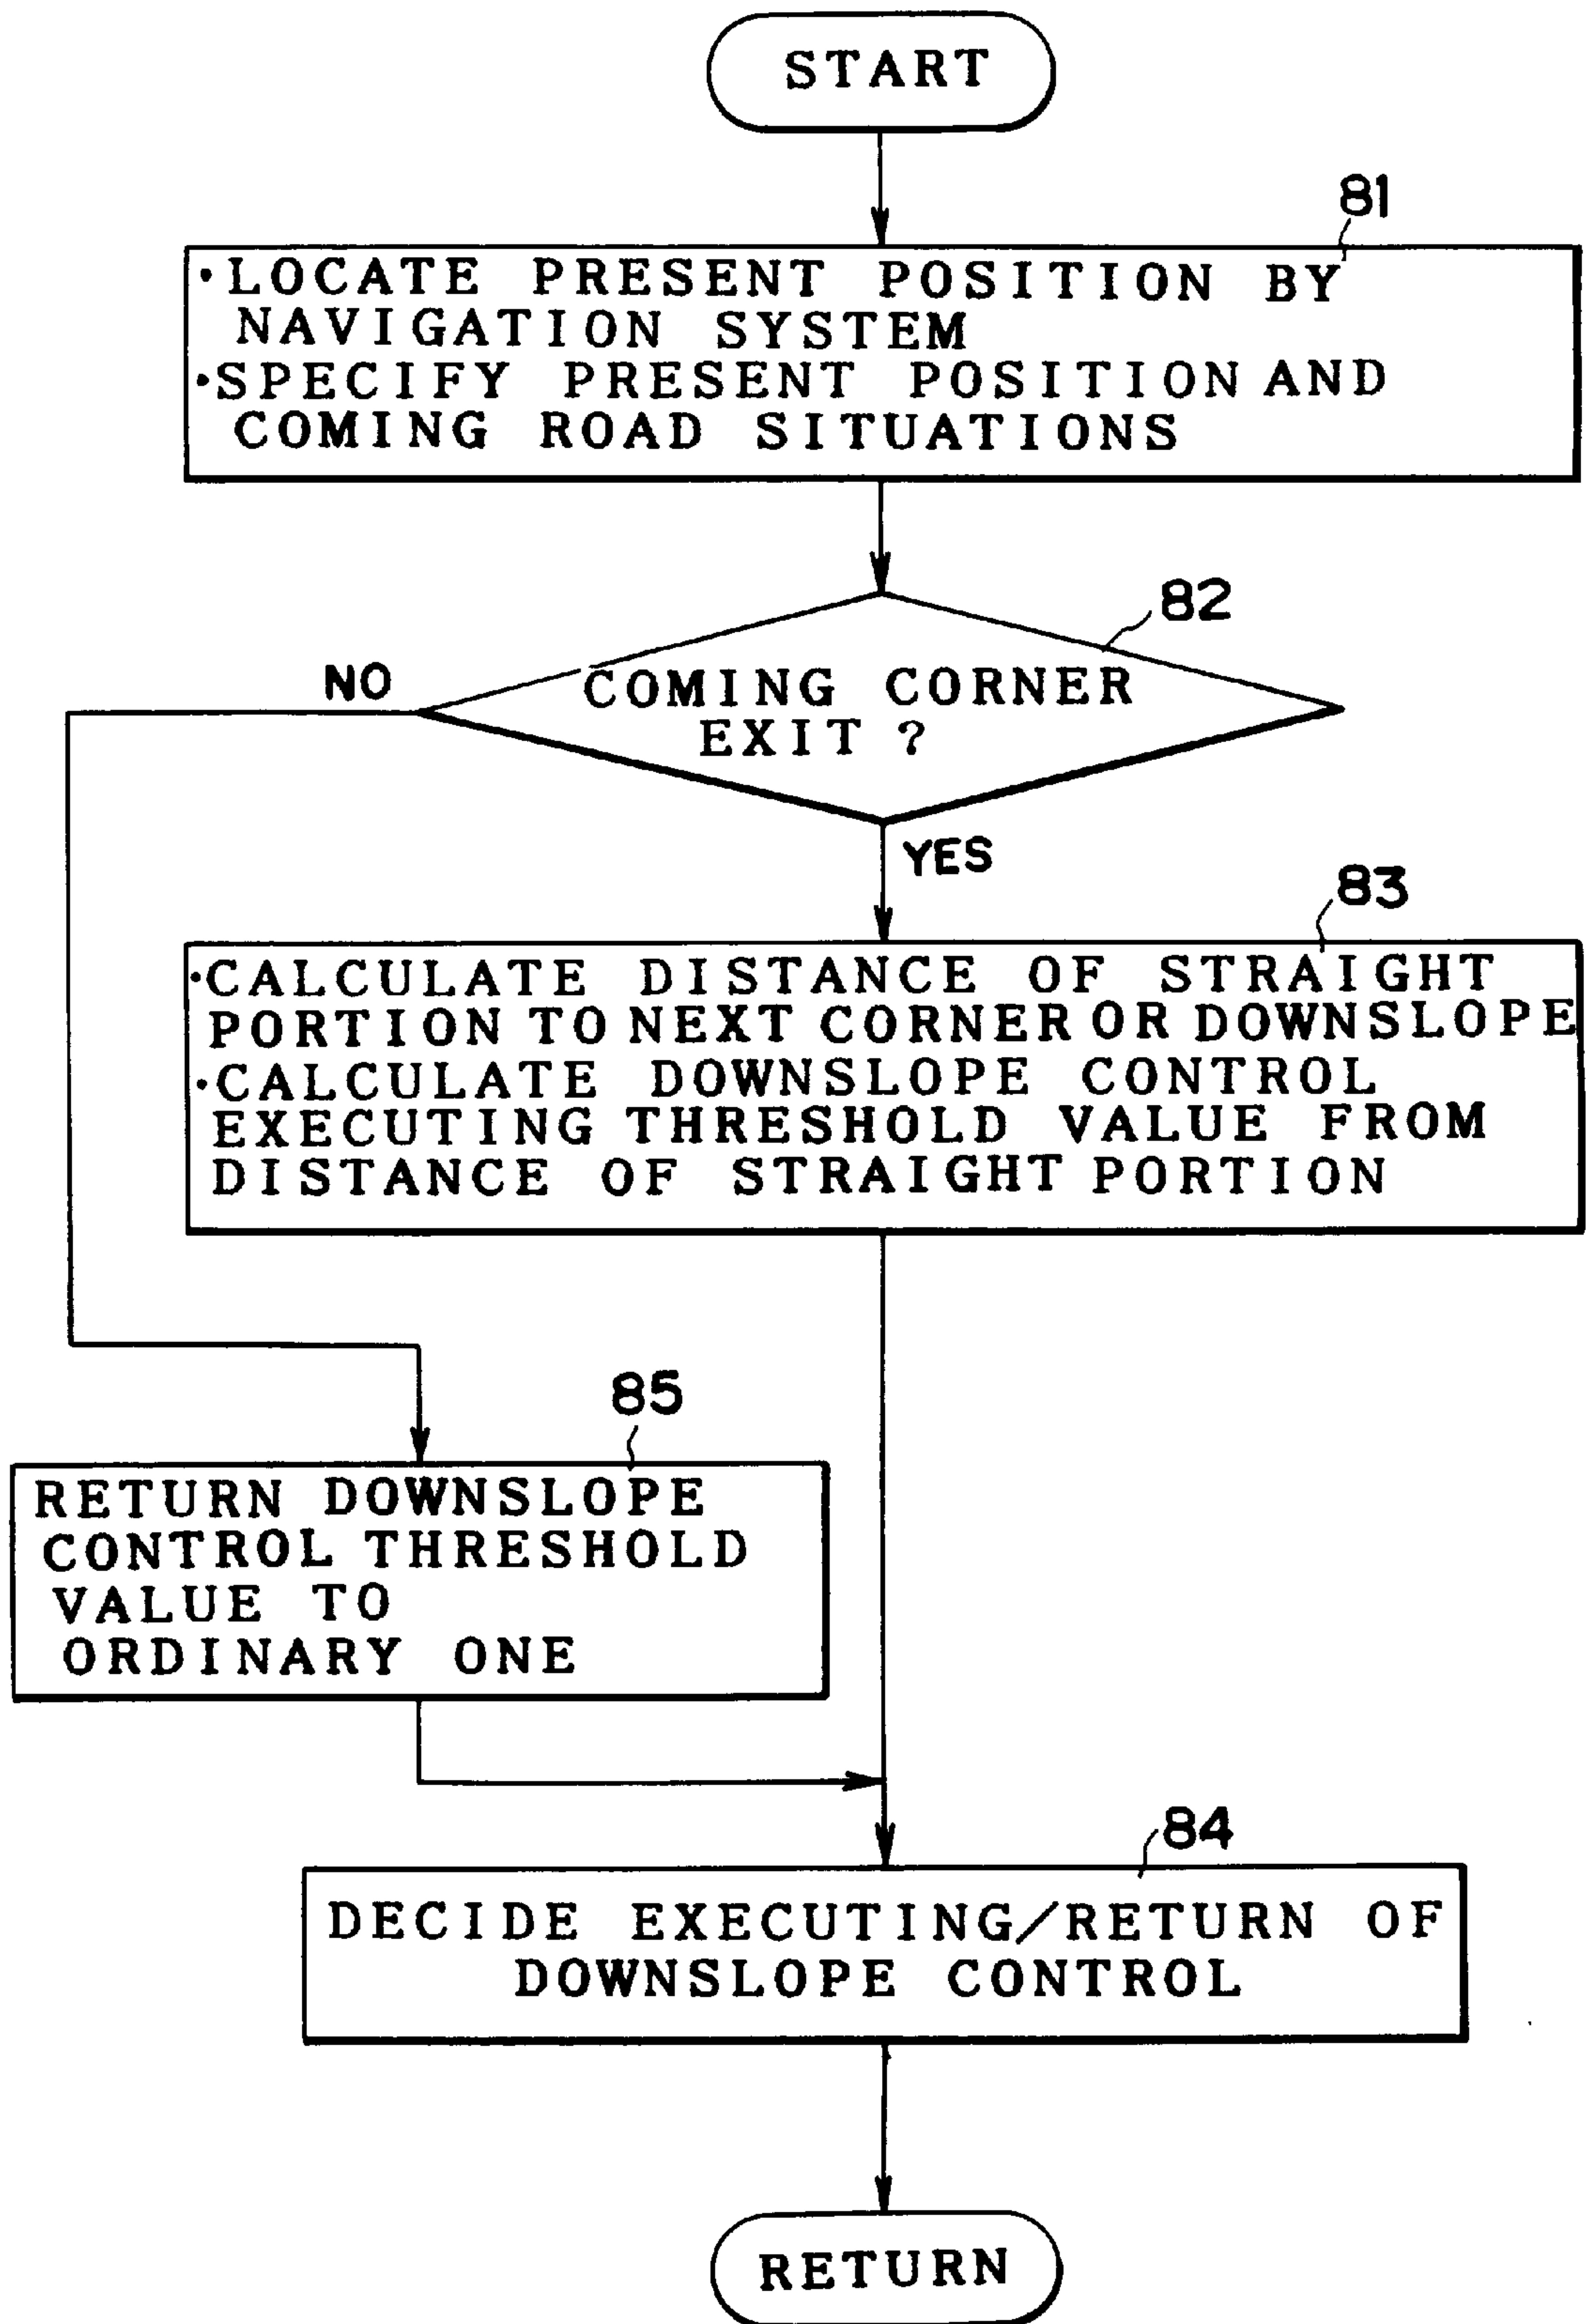 START
81
·LOCATE PRESENT POSITION BY
NAVIGATION SYSTEM
·SPECIFY PRESENT POSITION AND
COMING ROAD SITUATIONS
82
NO
COMING CORNER
EXIT ?
YES
83
·CALCULATE DISTANCE OF STRAIGHT
PORTION TO NEXT CORNER OR DOWNSLOPE
·CALCULATE DOWNSLOPE CONTROL
EXECUTING THRESHOLD VALUE FROM
DISTANCE OF STRAIGHT PORTION
85
RETURN DOWNSLOPE
CONTROL THRESHOLD
VALUE TO
ORDINARY ONE
84
DECIDE EXECUTING/RETURN OF
DOWNSLOPE CONTROL
RETURN